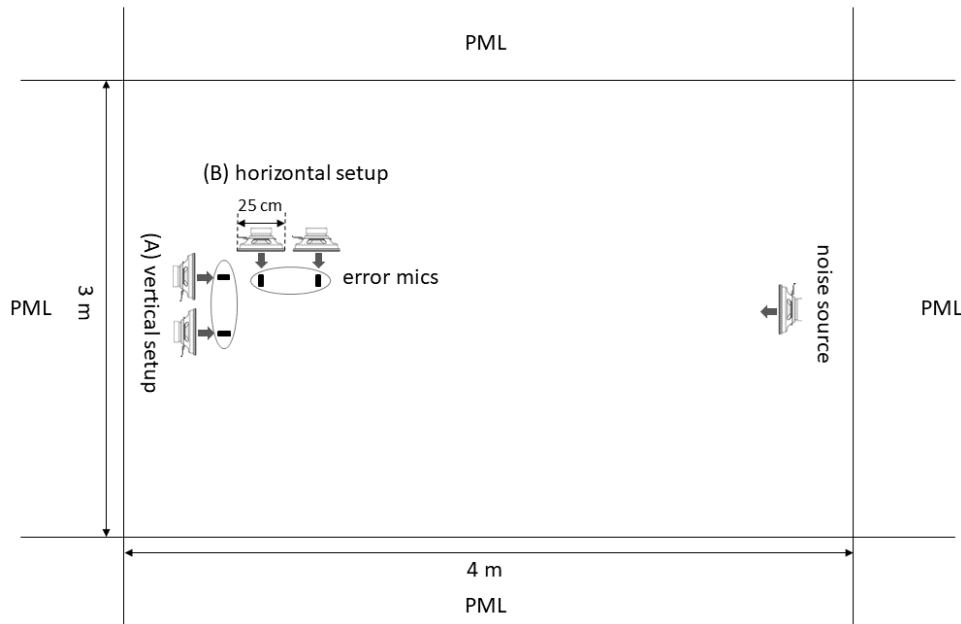 PML
(B) horizontal setup
25 cm
(A) vertical setup
error mics
noise source
PML
3 m
PML
4 m
PML